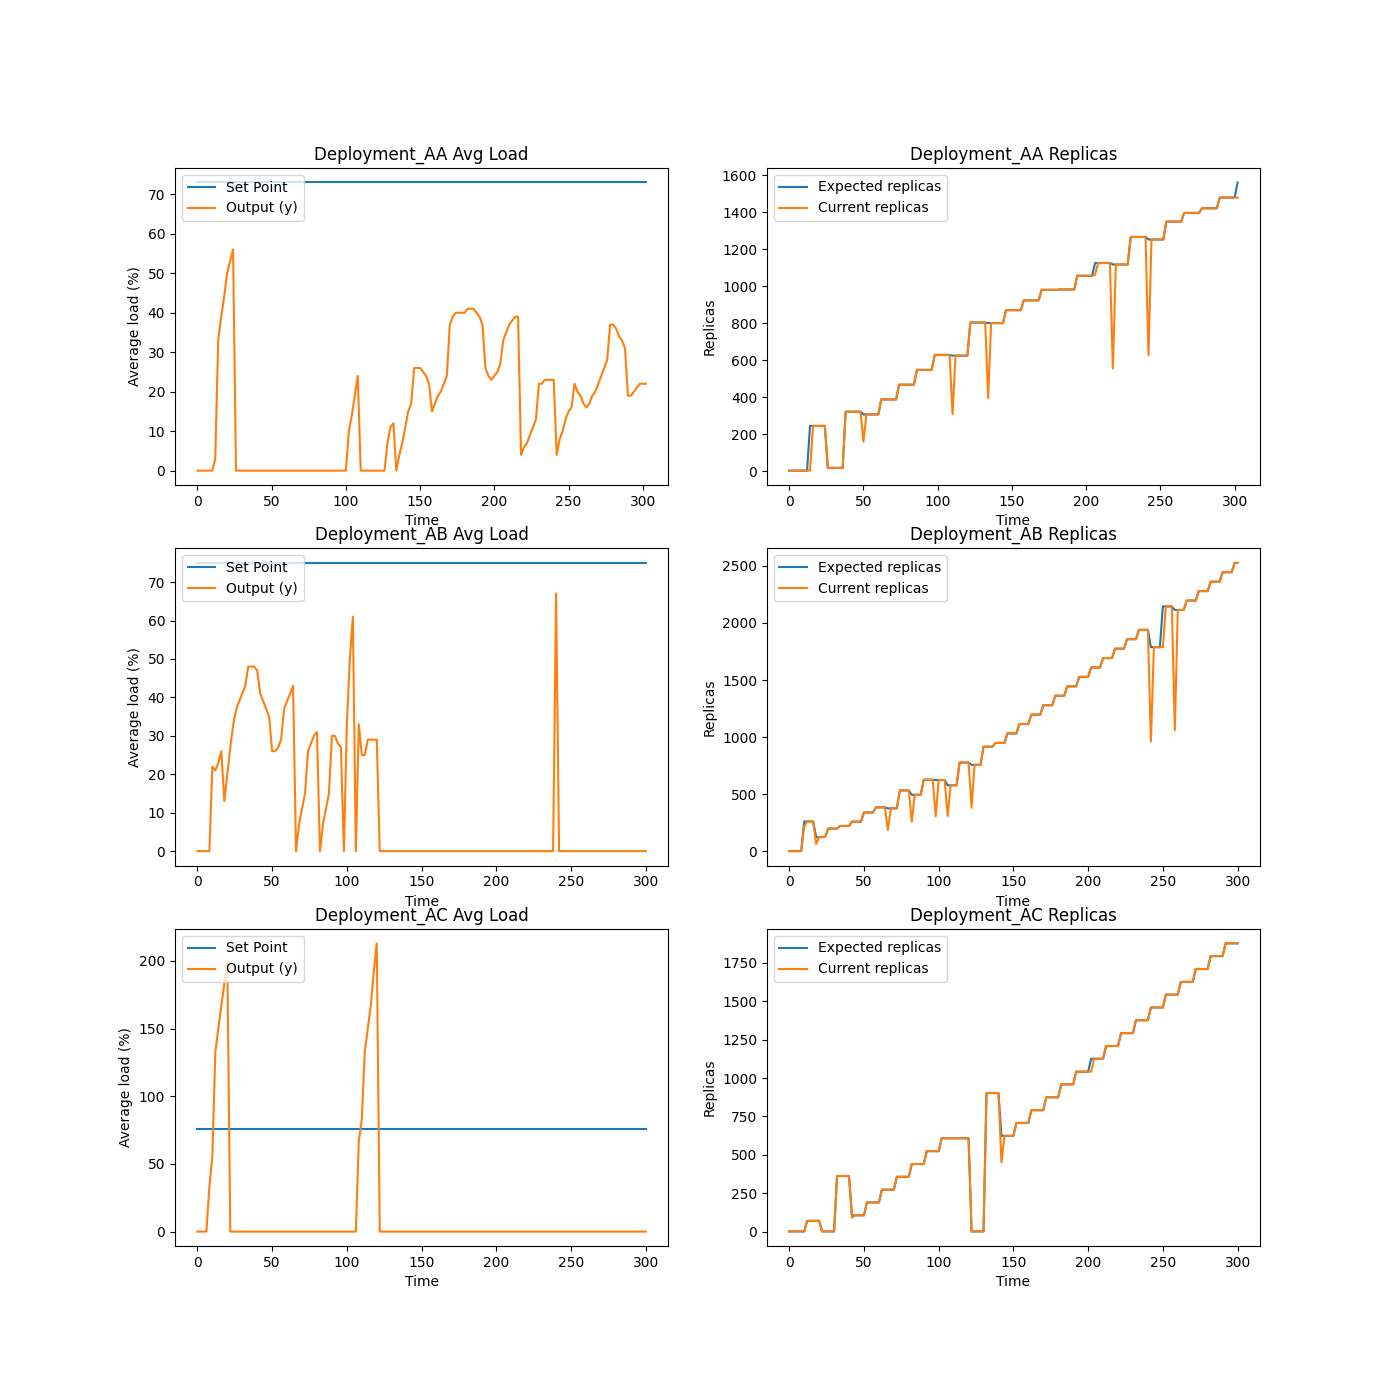 Deployment_AA Avg Load
Set Point
Output (y)
Average load (%)
70
60
50
40
30
20
10
0
0 50 100 150 200 250 300
Time
Deployment_AA Replicas
Expected replicas
Current replicas
Replicas
1600
1400
1200
1000
800
600
400
200
0
0 50 100 150 200 250 300
Time
Deployment_AB Avg Load
Set Point
Output (y)
Average load (%)
70
60
50
40
30
20
10
0
0 50 100 150 200 250 300
Time
Deployment_AB Replicas
Expected replicas
Current replicas
Replicas
2500
2000
1500
1000
500
0
0 50 100 150 200 250 300
Time
Deployment_AC Avg Load
Set Point
Output (y)
Average load (%)
200
150
100
50
0
0 50 100 150 200 250 300
Time
Deployment_AC Replicas
Expected replicas
Current replicas
Replicas
1750
1500
1250
1000
750
500
250
0
0 50 100 150 200 250 300
Time